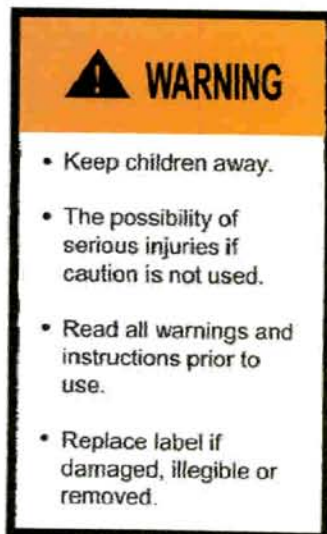 WARNING
• Keep children away.
• The possibility of
serious injuries if
caution is not used.
• Read all warnings and
instructions prior to
use.
• Replace label if
damaged, illegible or
removed.